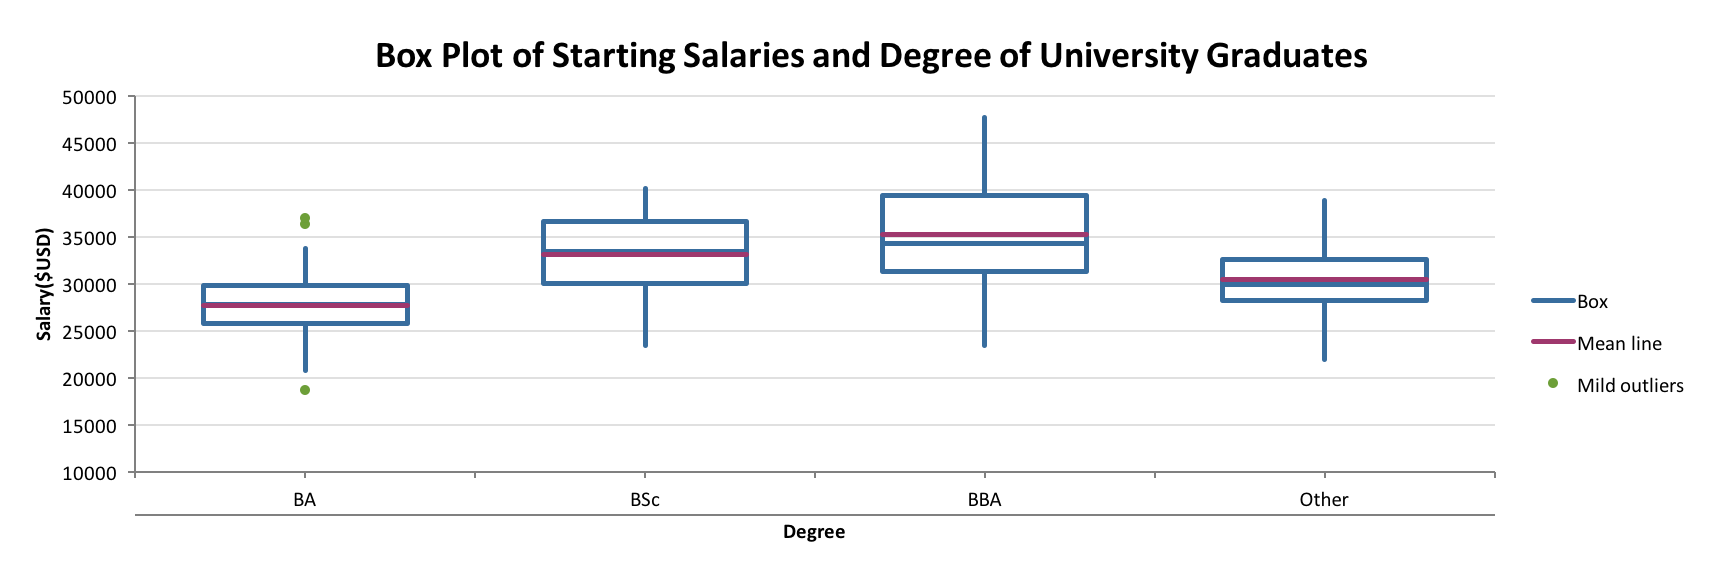 Box Plot of Starting Salaries and Degree of University Graduates
50000
45000
40000
35000
30000
25000
20000
15000
10000
Salary($USD)
BA
BSc
BBA
Other
Degree
Box
Mean line
Mild outliers